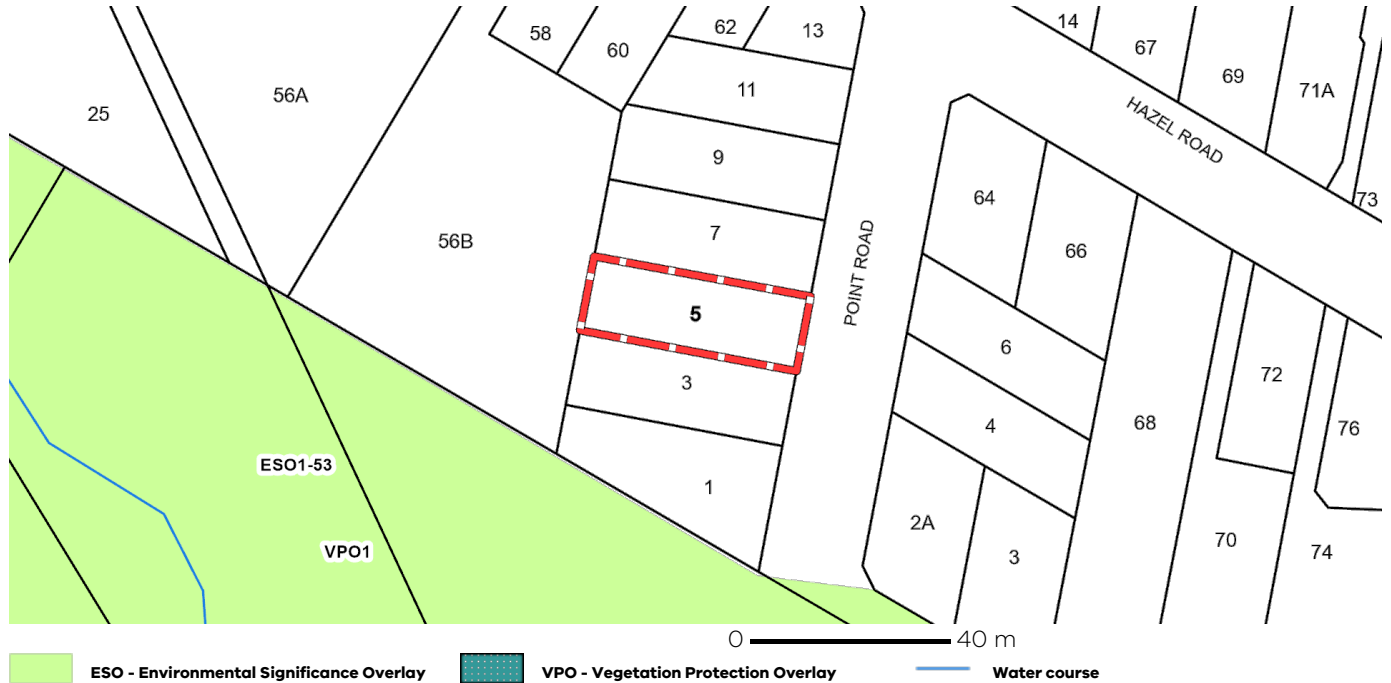 14
62
13
58
60
67
69
71A
11
56A
25
HAZEL ROAD
9
64
73
7
56B
66
POINT ROAD
5
6
3
72
4
68
76
ESO1-53
1
2A
VPO1
3
70
74
0 40 m
ESO - Environmental Significance Overlay VPO - Vegetation Protection Overlay Water course